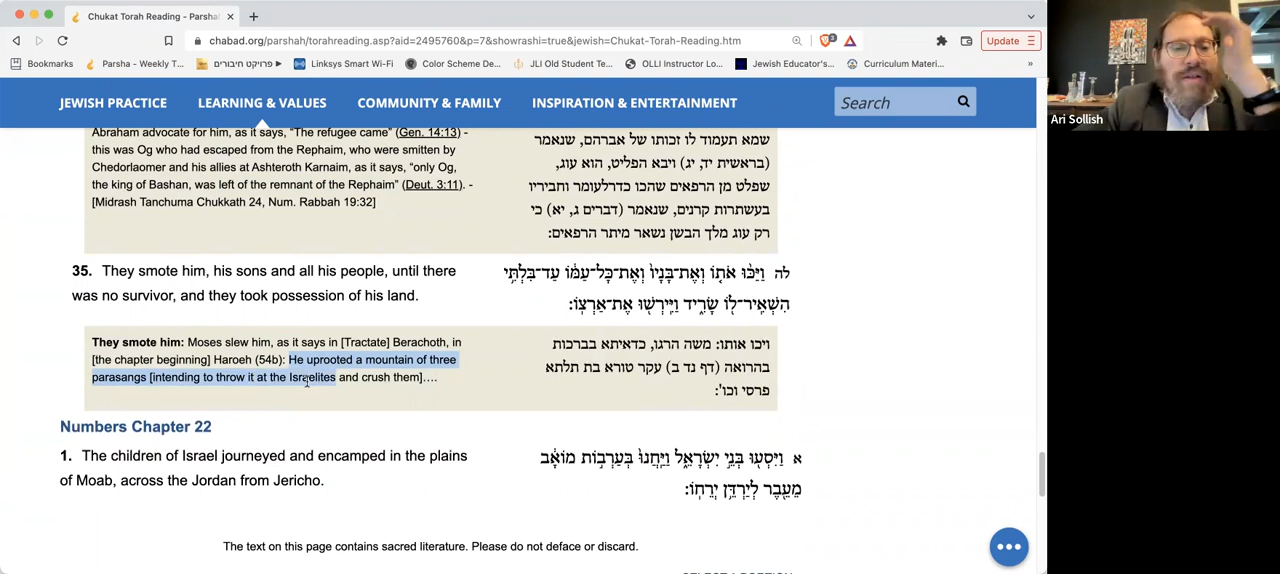 Chukat Torah Reading - Parsha
chabad.org/parshah/torahreading.asp?aid=2495760&p=7&showrashi=true&jewish=Chukat-Torah-Reading.htm
Update
Bookmarks
Parsha - Weekly T...
פרויקט חיבורים...
Linksys Smart Wi-Fi
Color Scheme De...
JLI Old Student Te...
OLLI Instructor Lo...
Jewish Educator's...
Curriculum Materi...
JEWISH PRACTICE
LEARNING & VALUES
COMMUNITY & FAMILY
INSPIRATION & ENTERTAINMENT
Search
Ari Sollish
Abraham advocate for him, as it says, “The refugee came” (Gen. 14:13) -
this was Og who had escaped from the Rephaim, who were smitten by
Chedorlaomer and his allies at Ashteroth Karnaim, as it says, “only Og,
the king of Bashan, was left of the remnant of the Rephaim” (Deut. 3:11). -
[Midrash Tanchuma Chukkath 24, Num. Rabbah 19:32]
שמא תעמוד לו זכותו של אברהם, שנאמר
(בראשית יד, יג) ויבא הפליט, הוא עוג,
שפלט מן הרפאים שהכו כדרלעומר וחביריו
בעשתרות קרנים, שנאמר (דברים ג, יא) כי
רק עוג מלך הבשן נשאר מיתר הרפאים:
35. They smote him, his sons and all his people, until there
was no survivor, and they took possession of his land.
לה וַיַּכּ֨וּ אֹת֤וֹ וְאֶת־בָּנָיו֙ וְאֶת־כָּל־עַמּ֔וֹ עַד־בִּלְתִּ֥י
הִשְׁאִֽיר־ל֖וֹ שָׂרִ֑יד וַיִּֽירְשׁ֖וּ אֶת־אַרְצֽוֹ:
They smote him: Moses slew him, as it says in [Tractate] Berachoth, in
[the chapter beginning] Haroeh (54b): He uprooted a mountain of three
parasangs [intending to throw it at the Israelites and crush them]….
ויכו אותו: משה הרגו, כדאיתא בברכות
בהרואה (דף נד ב) עקר טורא בת תלתא
פרסי וכו':
Numbers Chapter 22
1. The children of Israel journeyed and encamped in the plains
of Moab, across the Jordan from Jericho.
א וַיִּסְע֖וּ בְּנֵ֣י יִשְׂרָאֵ֑ל וַֽיַּחֲנוּ֙ בְּעַרְב֣וֹת מוֹאָ֔ב
מֵעֵ֖בֶר לְיַרְדֵּ֥ן יְרֵחֽוֹ:
The text on this page contains sacred literature. Please do not deface or discard.